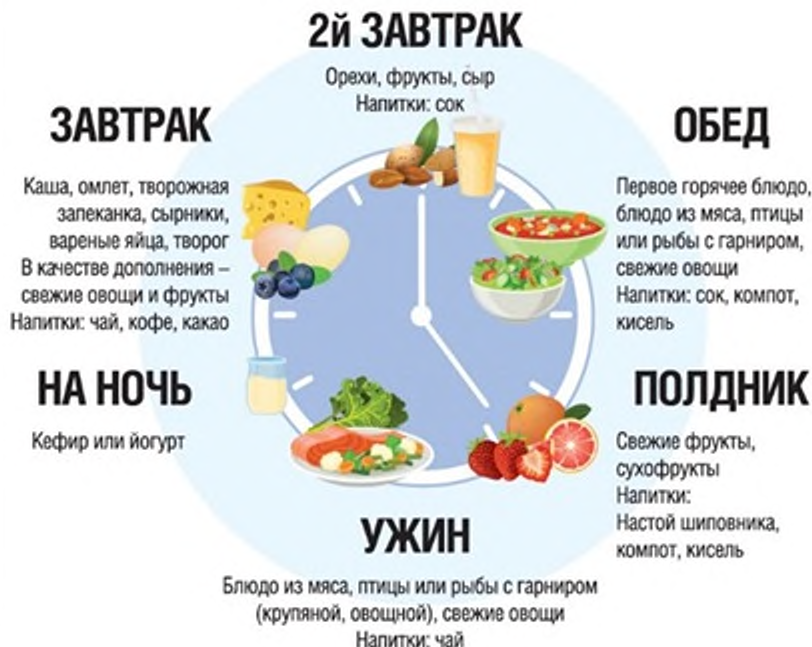 2й ЗАВТРАК
Орехи, фрукты, сыр
Напитки: сок
ЗАВТРАК
Каша, омлет, творожная
запеканка, сырники,
вареные яйца, творог
В качестве дополнения –
свежие овощи и фрукты
Напитки: чай, кофе, какао
ОБЕД
Первое горячее блюдо,
блюдо из мяса, птицы
или рыбы с гарниром,
свежие овощи
Напитки: сок, компот,
кисель
НА НОЧЬ
Кефир или йогурт
ПОЛДНИК
Свежие фрукты,
сухофрукты
Напитки:
Настой шиповника,
компот, кисель
УЖИН
Блюдо из мяса, птицы или рыбы с гарниром
(крупяной, овощной), свежие овощи
Напитки: чай